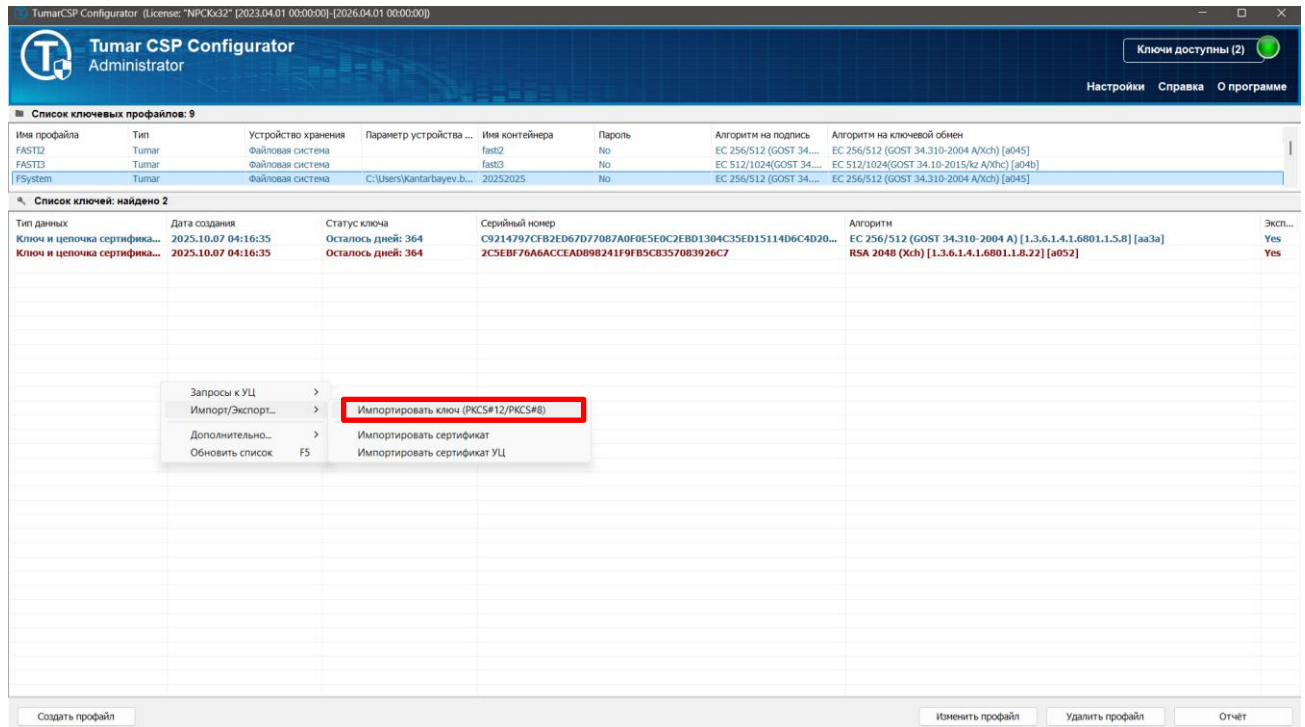 TumarCSP Configurator (License: "NPCKx32" [2023.04.01 00:00:00]-[2026.04.01 00:00:00])
Tumar CSP Configurator
Administrator
Ключи доступны (2)
Настройки Справка О программе
Список ключевых профайлов: 9
Имя профайла Тип Устройство хранения Параметр устройства ... Имя контейнера Пароль Алгоритм на подпись Алгоритм на ключевой обмен
FASTI2 Tumar Файловая система fasti2 No EC 256/512 (GOST 34.... EC 256/512 (GOST 34.310-2004 A/Xch) [a045]
FASTI3 Tumar Файловая система fasti3 No EC 512/1024(GOST 34.... EC 512/1024(GOST 34.10-2015/kz A/Xhc) [a04b]
FSystem Tumar Файловая система C:\Users\Kantarbayev.b... 20252025 No EC 256/512 (GOST 34.... EC 256/512 (GOST 34.310-2004 A/Xch) [a045]
Список ключей: найдено 2
Тип данных Дата создания Статус ключа Серийный номер Алгоритм Эксп...
Ключ и цепочка сертифика... 2025.10.07 04:16:35 Осталось дней: 364 C9214797CFB2ED67D77087A0F0E5E0C2EBD1304C35ED15114D6C4D20... EC 256/512 (GOST 34.310-2004 A) [1.3.6.1.4.1.6801.1.5.8] [aa3a] Yes
Ключ и цепочка сертифика... 2025.10.07 04:16:35 Осталось дней: 364 2C5EBF76A6ACCEAD898241F9FB5C8357083926C7 RSA 2048 (Xch) [1.3.6.1.4.1.6801.1.8.22] [a052] Yes
Запросы к УЦ >
Импорт/Экспорт... > Импортировать ключ (PKCS#12/PKCS#8)
Дополнительно... > Импортировать сертификат
Обновить список F5 Импортировать сертификат УЦ
Создать профайл Изменить профайл Удалить профайл Отчёт